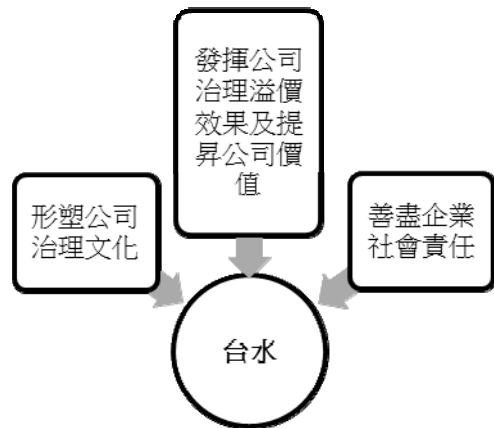 發揮公司
治理溢價
效果及提
昇公司價
值
形塑公司
治理文化
善盡企業
社會責任
台水